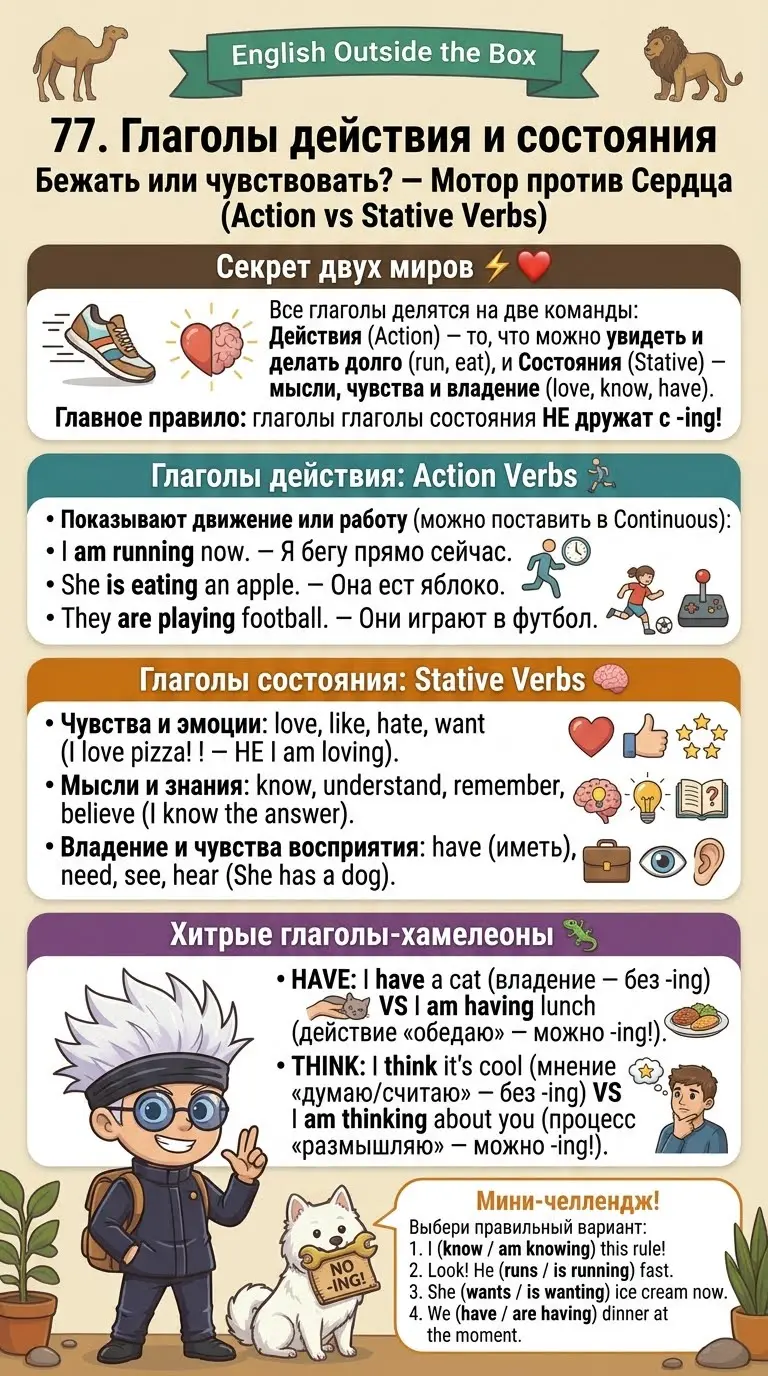 English Outside the Box
77. Глаголы действия и состояния
Бежать или чувствовать? — Мотор против Сердца
(Action vs Stative Verbs)
Секрет двух миров ⚡❤️
Все глаголы делятся на две команды:
Действия (Action) — то, что можно увидеть и
делать долго (run, eat), и Состояния (Stative) —
мысли, чувства и владение (love, know, have).
Главное правило: глаголы глаголы состояния НЕ дружат с -ing!
Глаголы действия: Action Verbs
• Показывают движение или работу (можно поставить в Continuous):
• I am running now. — Я бегу прямо сейчас.
• She is eating an apple. — Она ест яблоко.
• They are playing football. — Они играют в футбол.
Глаголы состояния: Stative Verbs
• Чувства и эмоции: love, like, hate, want
(I love pizza! ! — НЕ I am loving).
• Мысли и знания: know, understand, remember,
believe (I know the answer).
• Владение и чувства восприятия: have (иметь),
need, see, hear (She has a dog).
Хитрые глаголы-хамелеоны
• HAVE: I have a cat (владение — без -ing)
VS I am having lunch
(действие «обедаю» — можно -ing!).
• THINK: I think it's cool (мнение
«думаю/считаю» — без -ing) VS
I am thinking about you (процесс
«размышляю» — можно -ing!).
NO
-ING!
Мини-челлендж!
Выбери правильный вариант:
1. I (know / am knowing) this rule!
2. Look! He (runs / is running) fast.
3. She (wants / is wanting) ice cream now.
4. We (have / are having) dinner at
the moment.